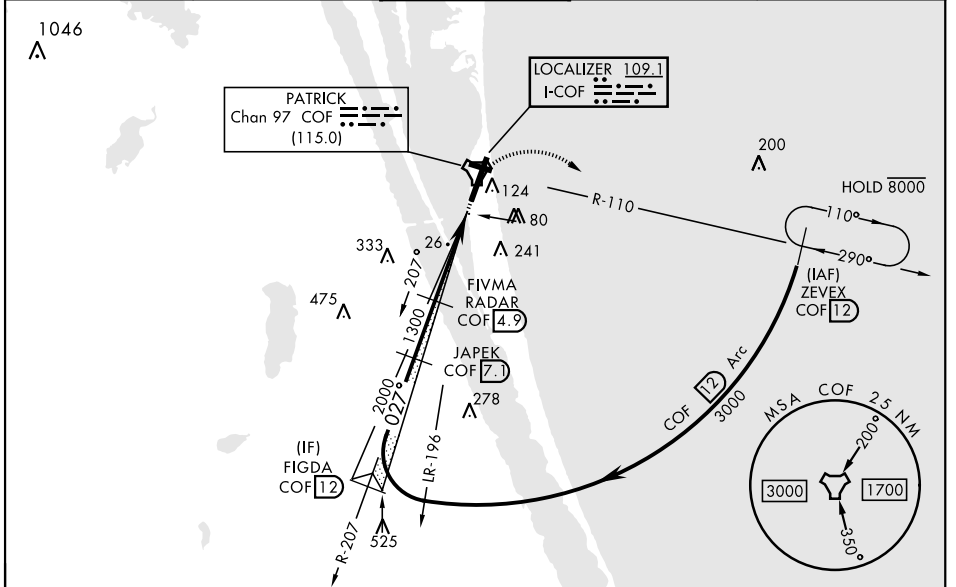 1046
LOCALIZER 109.1
I-COF
PATRICK
Chan 97 COF
(115.0)
200
HOLD 8000
124
R-110
110°
80
290°
333
26
241
207°
(IAF)
ZEVEX
COF 12
FIVMA
RADAR
COF 4.9
475
1300
JAPEK
COF 7.1
COF 12 Arc
3000
2000
027°
278
MSA COF 25 NM
200°
(IF)
FIGDA
COF 12
LR-196
3000
1700
350°
R-207
525